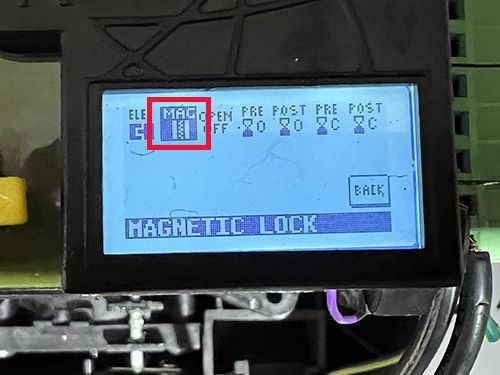 ELE MAG OPEN PRE POST PRE POST
OFF O O C C
BACK
MAGNETIC LOCK